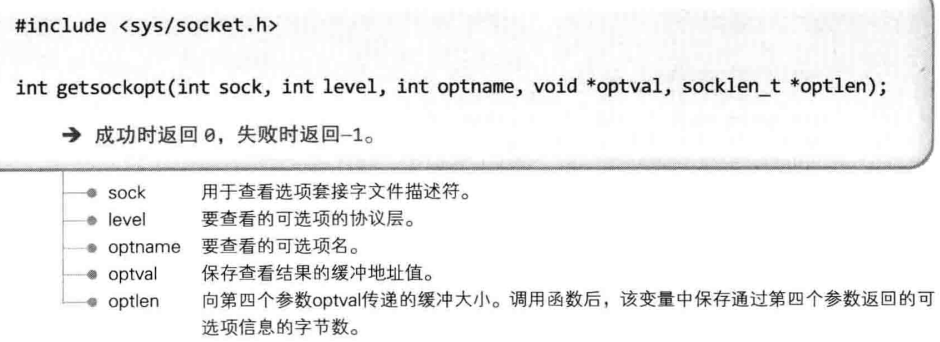 #include <sys/socket.h>
int getsockopt(int sock, int level, int optname, void *optval, socklen_t *optlen);
➔ 成功时返回 0，失败时返回–1。
sock 用于查看选项套接字文件描述符。
level 要查看的可选项的协议层。
optname 要查看的可选项名。
optval 保存查看结果的缓冲地址值。
optlen 向第四个参数optval传递的缓冲大小。调用函数后，该变量中保存通过第四个参数返回的可
选项信息的字节数。